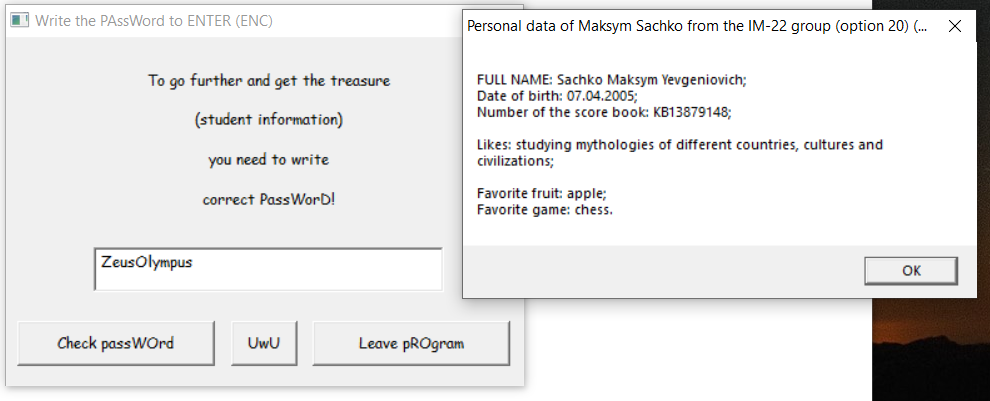 Write the PAssWord to ENTER (ENC)
To go further and get the treasure
(student information)
you need to write
correct PassWorD!
ZeusOlympus
Check passWOrd
UwU
Leave pROgram
Personal data of Maksym Sachko from the IM-22 group (option 20) (...
FULL NAME: Sachko Maksym Yevgeniovich;
Date of birth: 07.04.2005;
Number of the score book: KB13879148;
Likes: studying mythologies of different countries, cultures and
civilizations;
Favorite fruit: apple;
Favorite game: chess.
OK